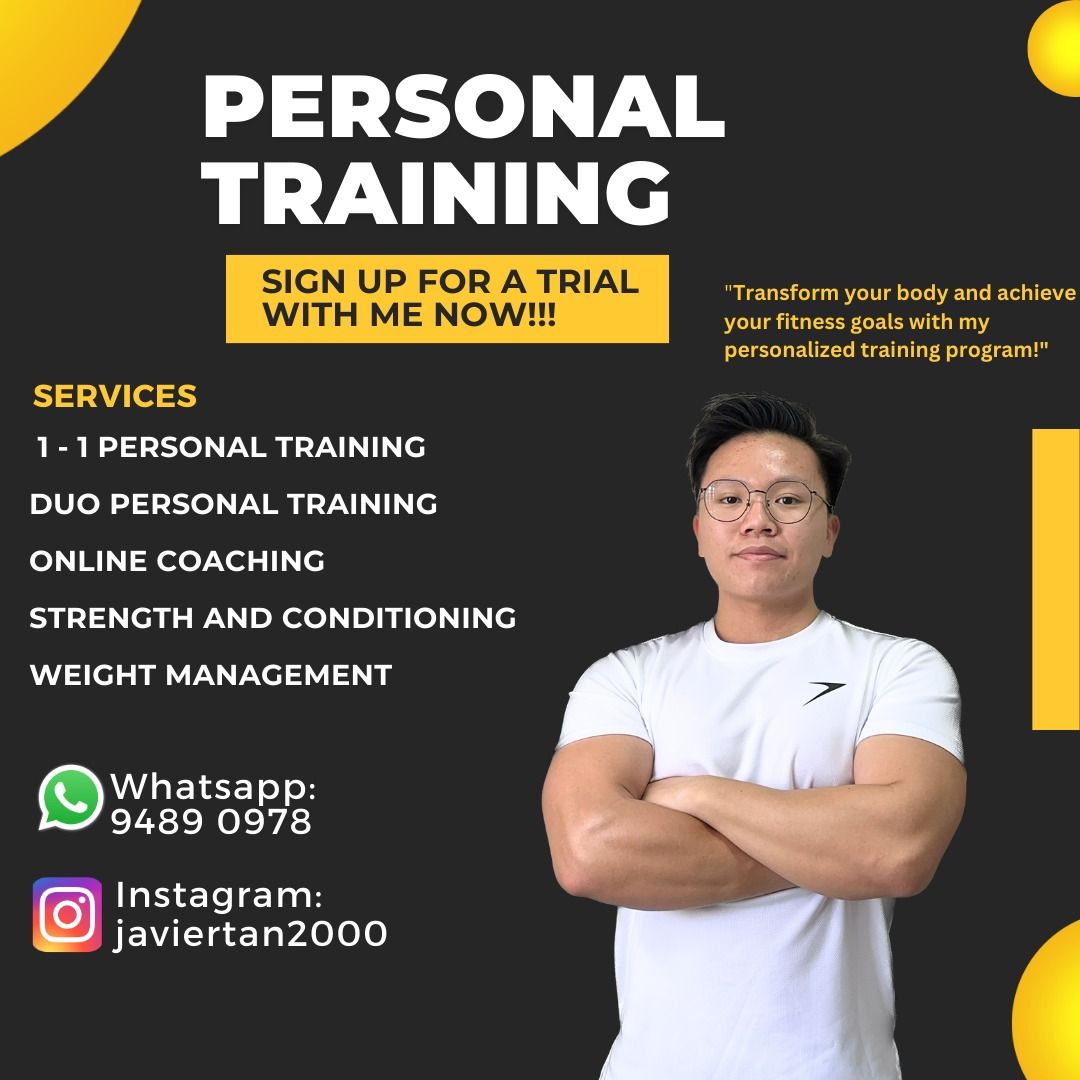 PERSONAL
TRAINING
SIGN UP FOR A TRIAL
WITH ME NOW!!!
"Transform your body and achieve
your fitness goals with my
personalized training program!"
SERVICES
1 - 1 PERSONAL TRAINING
DUO PERSONAL TRAINING
ONLINE COACHING
STRENGTH AND CONDITIONING
WEIGHT MANAGEMENT
Whatsapp:
9489 0978
Instagram:
javiertan2000